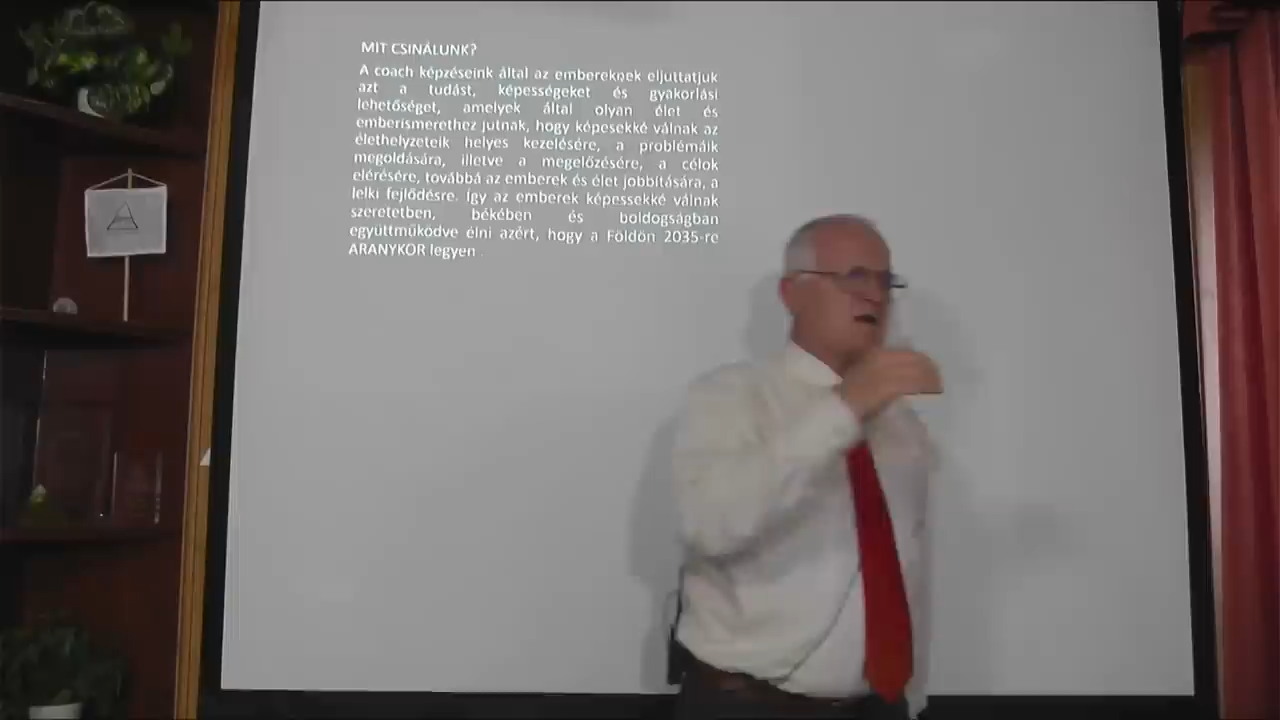 MIT CSINÁLUNK?
A coach képzéseink által az embereknek eljuttatjuk
azt a tudást, képességeket és gyakorlási
lehetőséget, amelyek által olyan élet és
emberismerethez jutnak, hogy képesekké válnak az
élethelyzeteik helyes kezelésére, a problémáik
megoldására, illetve a megelőzésére, a célok
elérésére, továbbá az emberek és élet jobbítására, a
lelki fejlődésre. Így az emberek képessekké válnak
szeretetben, békében és boldogságban
együttműködve élni azért, hogy a Földön 2035-re
ARANYKOR legyen .